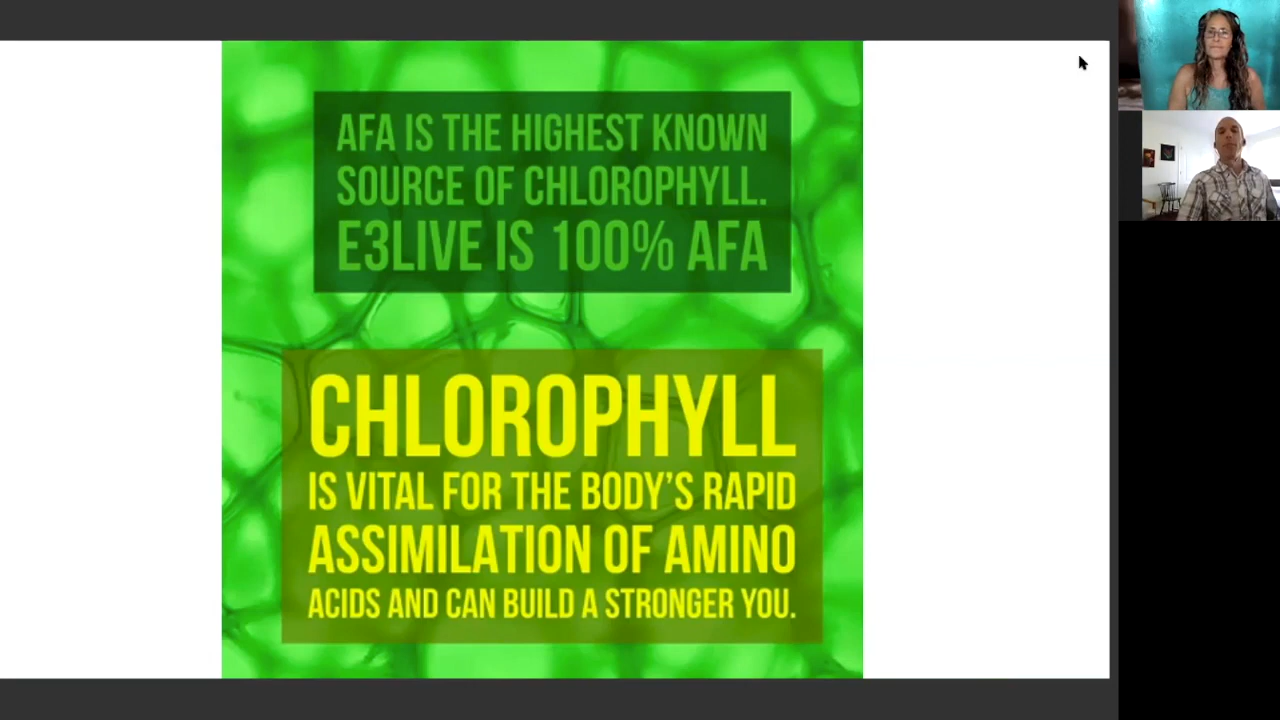 AFA IS THE HIGHEST KNOWN
SOURCE OF CHLOROPHYLL.
E3LIVE IS 100% AFA
CHLOROPHYLL
IS VITAL FOR THE BODY'S RAPID
ASSIMILATION OF AMINO
ACIDS AND CAN BUILD A STRONGER YOU.